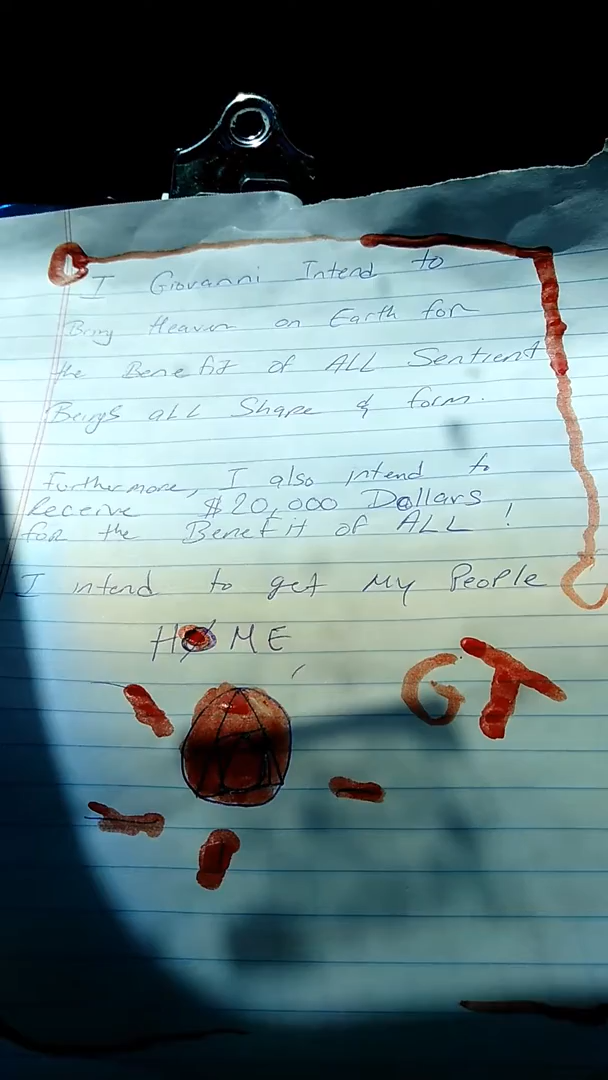 I Giovanni Intend to
Bring Heaven on Earth for
the Benefit of ALL Sentient
Beings aLL Shape & form.
Furthermore, I also intend to
Receive $20,000 Dollars
for the Benefit of ALL !
I intend to get My People
HOME
GT